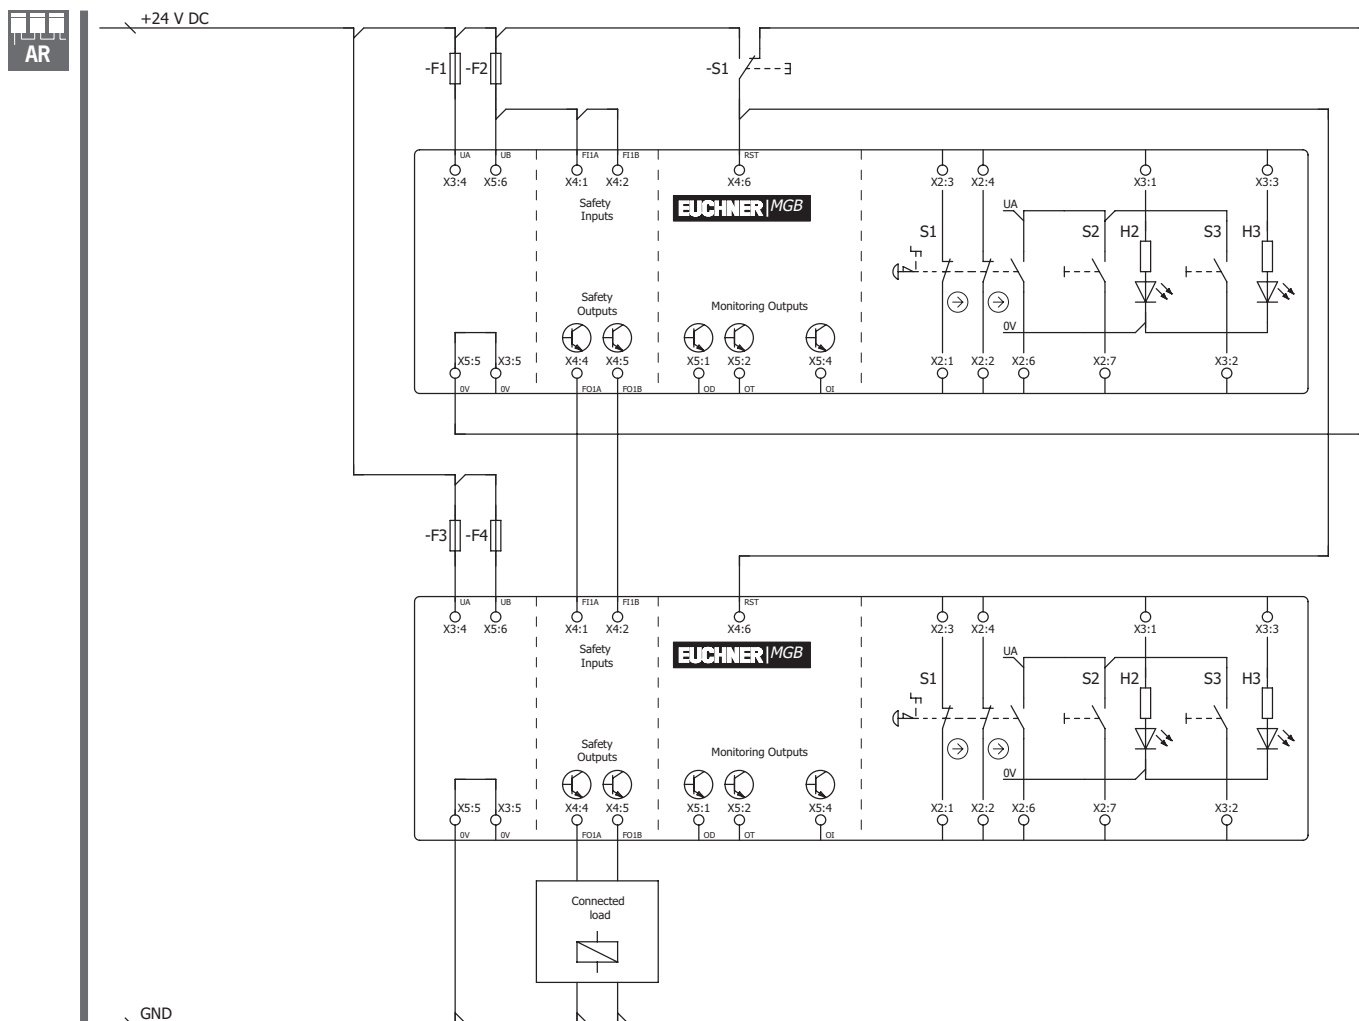 AR
+24 V DC
-F1 -F2 -S1
UA UB FI1A FI1B RST
X3:4 X5:6 X4:1 X4:2 X4:6 X2:3 X2:4 X3:1 X3:3
Safety
Inputs
EUCHNER MGB
UA
S1 S2 H2 S3 H3
Safety
Outputs
Monitoring Outputs
0V
X5:5 X3:5 X4:4 X4:5 X5:1 X5:2 X5:4 X2:1 X2:2 X2:6 X2:7 X3:2
0V 0V FO1A FO1B OD OT OI
-F3 -F4
UA UB FI1A FI1B RST
X3:4 X5:6 X4:1 X4:2 X4:6 X2:3 X2:4 X3:1 X3:3
Safety
Inputs
EUCHNER MGB
UA
S1 S2 H2 S3 H3
Safety
Outputs
Monitoring Outputs
0V
X5:5 X3:5 X4:4 X4:5 X5:1 X5:2 X5:4 X2:1 X2:2 X2:6 X2:7 X3:2
0V 0V FO1A FO1B OD OT OI
Connected
load
GND